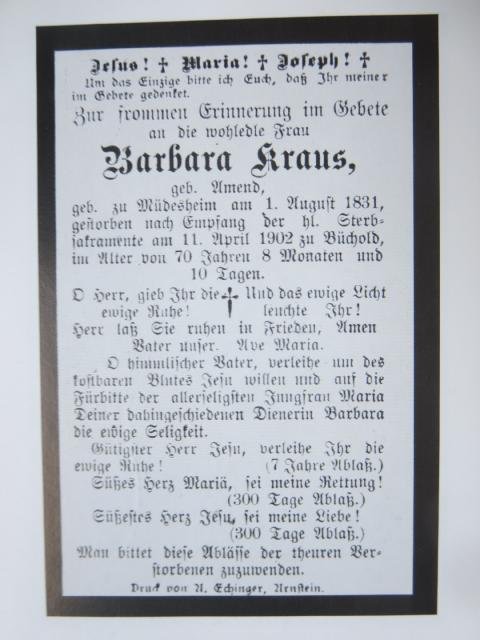 Jesus! ✝ Maria! ✝ Joseph! ✝
Um das Einzige bitte ich Euch, daß Ihr meiner
im Gebete gedenket.
Zur frommen Erinnerung im Gebete
an die wohledle Frau
Barbara Kraus,
geb. Amend,
geb. zu Müdesheim am 1. August 1831,
gestorben nach Empfang der hl. Sterb-
sakramente am 11. April 1902 zu Büchold,
im Alter von 70 Jahren 8 Monaten und
10 Tagen.
O Herr, gieb Ihr die ✝ Und das ewige Licht
ewige Ruhe! leuchte Ihr!
Herr laß Sie ruhen in Frieden, Amen
Vater unser. Ave Maria.
O himmlischer Vater, verleihe um des
kostbaren Blutes Jesu willen und auf die
Fürbitte der allerseligsten Jungfrau Maria
Deiner dahingeschiedenen Dienerin Barbara
die ewige Seligkeit.
Gütigster Herr Jesu, verleihe Ihr die
ewige Ruhe! (7 Jahre Ablaß.)
Süßes Herz Mariä, sei meine Rettung!
(300 Tage Ablaß.)
Süßestes Herz Jesu, sei meine Liebe!
(300 Tage Ablaß.)
Man bittet diese Ablässe der theuren Ver-
storbenen zuzuwenden.
Druck von A. Echinger, Arnstein.